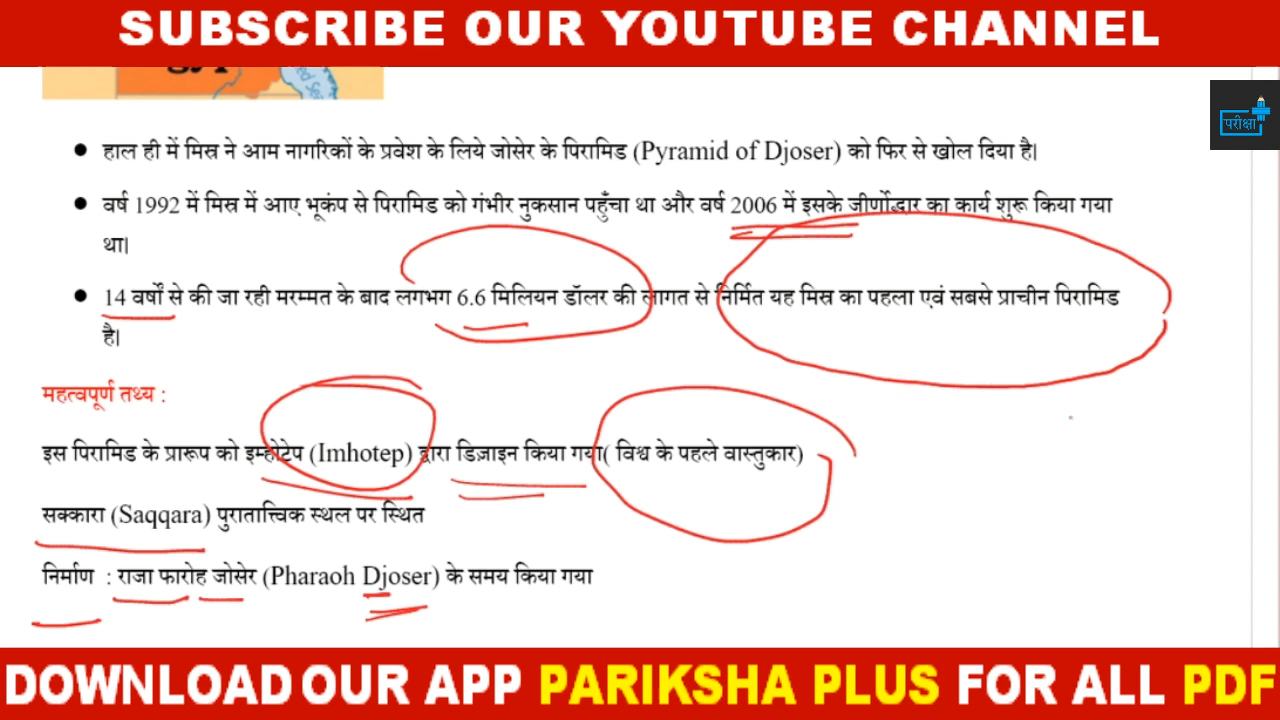 SUBSCRIBE OUR YOUTUBE CHANNEL
परीक्षा
• हाल ही में मिस्र ने आम नागरिकों के प्रवेश के लिये जोसेर के पिरामिड (Pyramid of Djoser) को फिर से खोल दिया है।
• वर्ष 1992 में मिस्र में आए भूकंप से पिरामिड को गंभीर नुकसान पहुँचा था और वर्ष 2006 में इसके जीर्णोद्धार का कार्य शुरू किया गया
था।
• 14 वर्षों से की जा रही मरम्मत के बाद लगभग 6.6 मिलियन डॉलर की लागत से निर्मित यह मिस्र का पहला एवं सबसे प्राचीन पिरामिड
है।
महत्वपूर्ण तथ्य :
इस पिरामिड के प्रारूप को इम्होटेप (Imhotep) द्वारा डिज़ाइन किया गया( विश्व के पहले वास्तुकार)
सक्कारा (Saqqara) पुरातात्त्विक स्थल पर स्थित
निर्माण : राजा फारोह जोसेर (Pharaoh Djoser) के समय किया गया
DOWNLOAD OUR APP PARIKSHA PLUS FOR ALL PDF